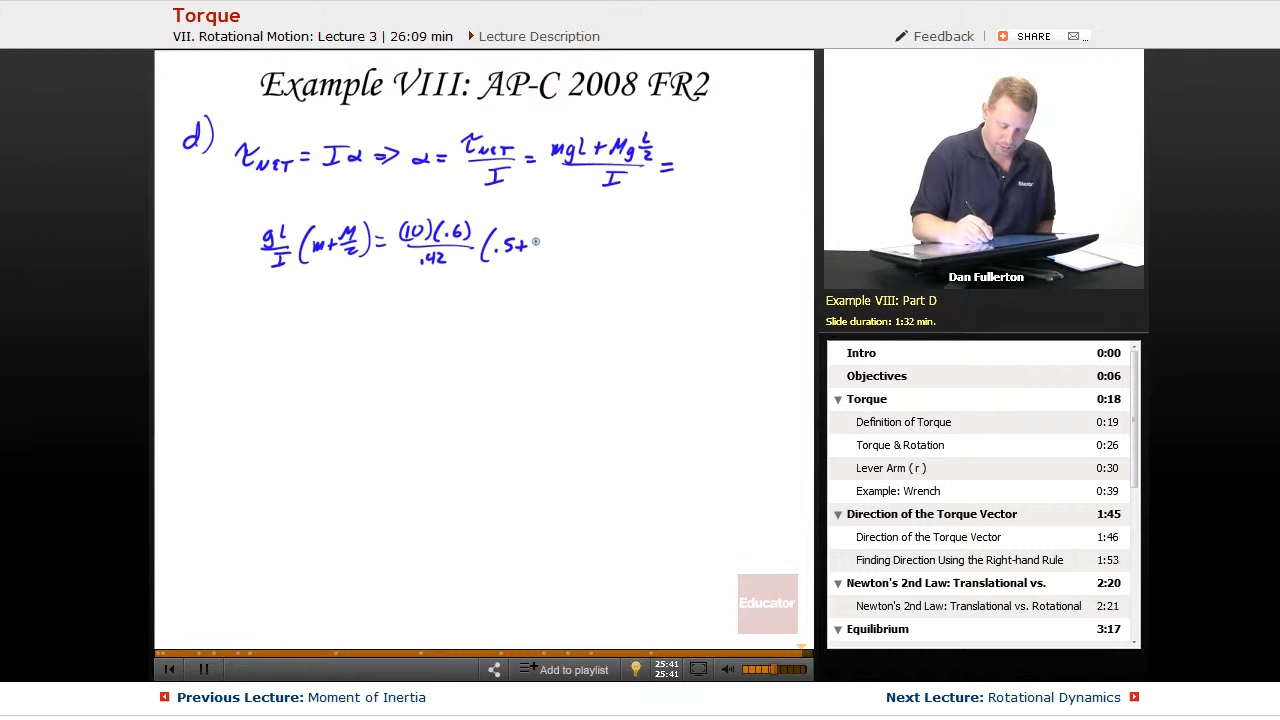 Torque
VII. Rotational Motion: Lecture 3 | 26:09 min Lecture Description
Feedback
SHARE
Example VIII: AP-C 2008 FR2
d) τNET = Iα => α = τNET/I = (mgL + Mg L/2)/I =
gL/I (m + M/2) = (10)(.6)/.42 (.5+
Educator
Dan Fullerton
Example VIII: Part D
Slide duration: 1:32 min.
Intro 0:00
Objectives 0:06
Torque 0:18
Definition of Torque 0:19
Torque & Rotation 0:26
Lever Arm ( r ) 0:30
Example: Wrench 0:39
Direction of the Torque Vector 1:45
Direction of the Torque Vector 1:46
Finding Direction Using the Right-hand Rule 1:53
Newton's 2nd Law: Translational vs. 2:20
Newton's 2nd Law: Translational vs. Rotational 2:21
Equilibrium 3:17
Add to playlist
25:41
25:41
Previous Lecture: Moment of Inertia
Next Lecture: Rotational Dynamics